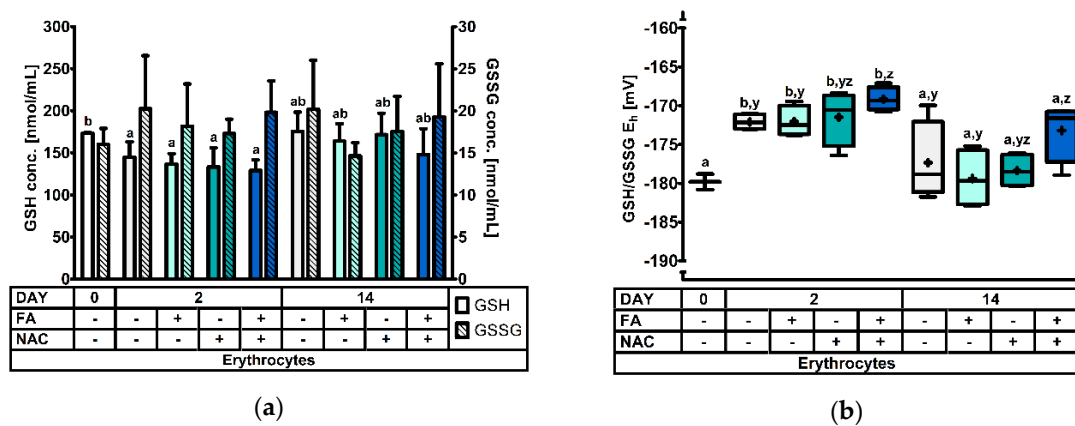 GSH conc. [nmol/mL]
300
250
200
150
100
50
0
30
25
20
15
10
5
0
GSSG conc. [nmol/mL]
b a a a a ab ab ab ab
DAY 0 2 14
FA - - + - + - + - +
NAC - - - + + - - + +
Erythrocytes
GSH
GSSG
(a)
GSH/GSSG Eh [mV]
-160
-165
-170
-175
-180
-185
-190
a b,y b,y b,yz b,z a,y a,y a,yz a,z
DAY 0 2 14
FA - - + - + - + - +
NAC - - - + + - - + +
Erythrocytes
(b)